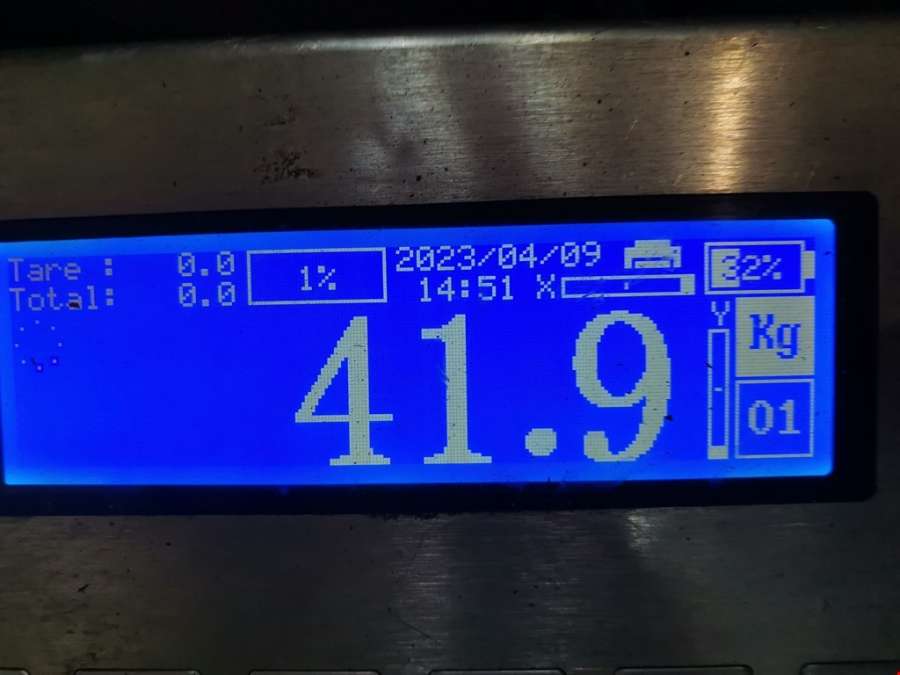 Tare : 0.0
Total: 0.0
1%
2023/04/09
14:51 X
32%
41.9
Y
Kg
01